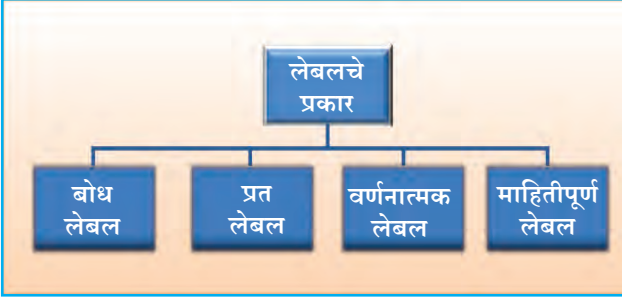 लेबलचे
प्रकार
बोध
लेबल
प्रत
लेबल
वर्णनात्मक
लेबल
माहितीपूर्ण
लेबल